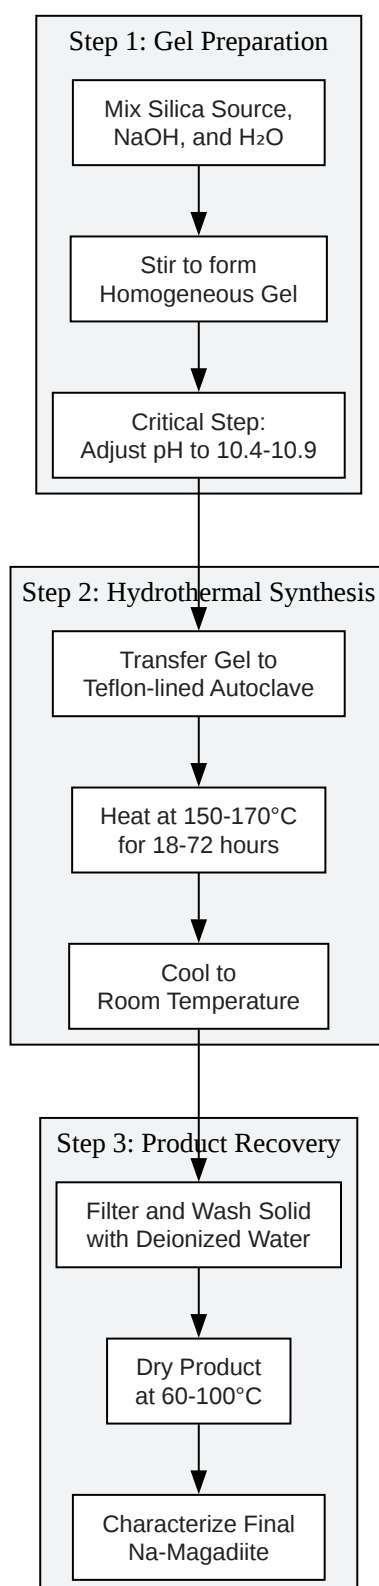 Step 1: Gel Preparation
Mix Silica Source,
NaOH, and H₂O
Stir to form
Homogeneous Gel
Critical Step:
Adjust pH to 10.4-10.9
Step 2: Hydrothermal Synthesis
Transfer Gel to
Teflon-lined Autoclave
Heat at 150-170°C
for 18-72 hours
Cool to
Room Temperature
Step 3: Product Recovery
Filter and Wash Solid
with Deionized Water
Dry Product
at 60-100°C
Characterize Final
Na-Magadiite